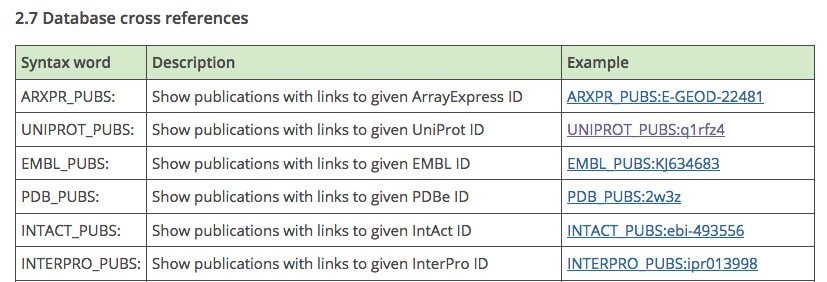 2.7 Database cross references
Syntax word Description Example
ARXPR_PUBS: Show publications with links to given ArrayExpress ID ARXPR_PUBS:E-GEOD-22481
UNIPROT_PUBS: Show publications with links to given UniProt ID UNIPROT_PUBS:q1rfz4
EMBL_PUBS: Show publications with links to given EMBL ID EMBL_PUBS:KJ634683
PDB_PUBS: Show publications with links to given PDBe ID PDB_PUBS:2w3z
INTACT_PUBS: Show publications with links to given IntAct ID INTACT_PUBS:ebi-493556
INTERPRO_PUBS: Show publications with links to given InterPro ID INTERPRO_PUBS:ipr013998